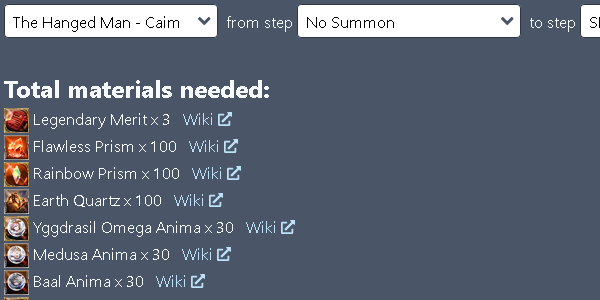 The Hanged Man - Caim from step No Summon to step
Total materials needed:
Legendary Merit x 3 Wiki
Flawless Prism x 100 Wiki
Rainbow Prism x 100 Wiki
Earth Quartz x 100 Wiki
Yggdrasil Omega Anima x 30 Wiki
Medusa Anima x 30 Wiki
Baal Anima x 30 Wiki